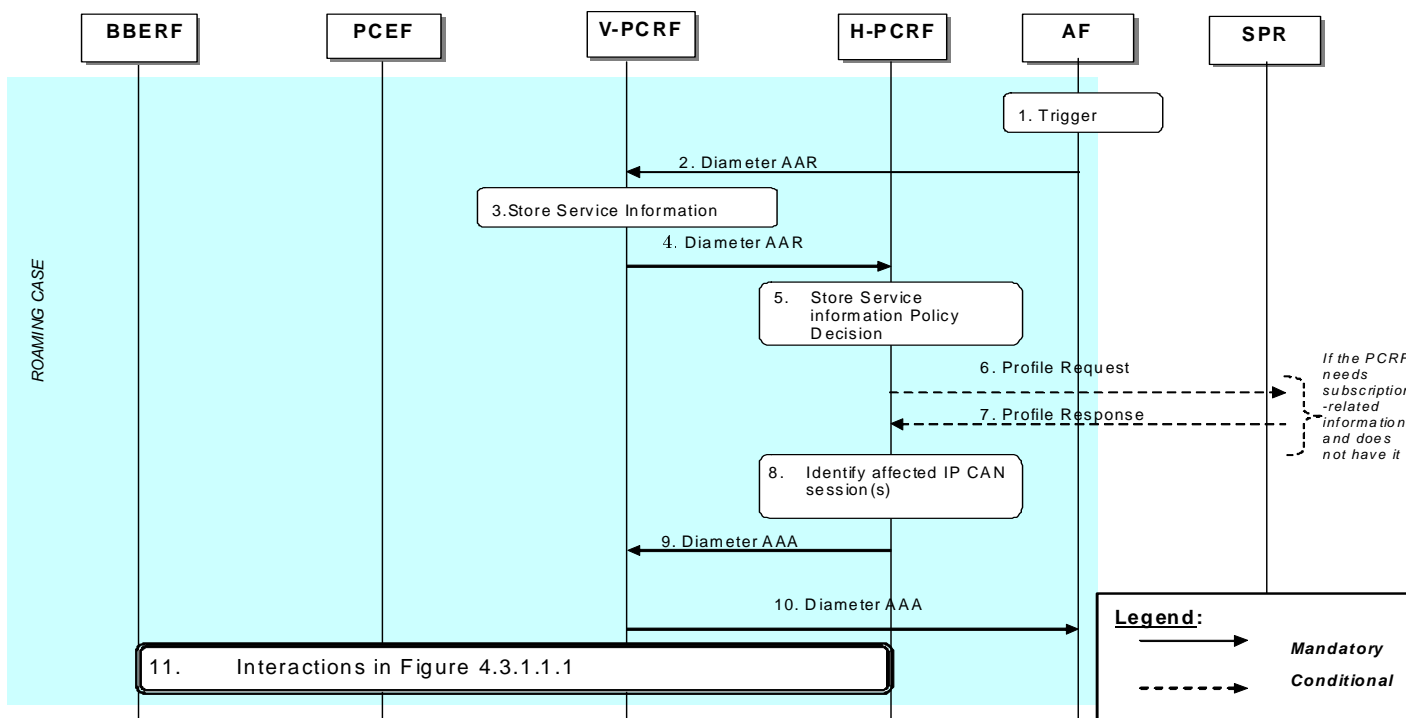 BBERF
PCEF
V-PCRF
H-PCRF
AF
SPR
1. Trigger
2. Diameter AAR
3.Store Service Information
4. Diameter AAR
ROAMING CASE
5. Store Service
information Policy
Decision
6. Profile Request
If the PCRF
needs
subscription
-related
information
and does
not have it
7. Profile Response
8. Identify affected IP CAN
session(s)
9. Diameter AAA
10. Diameter AAA
11. Interactions in Figure 4.3.1.1.1
Legend:
Mandatory
Conditional